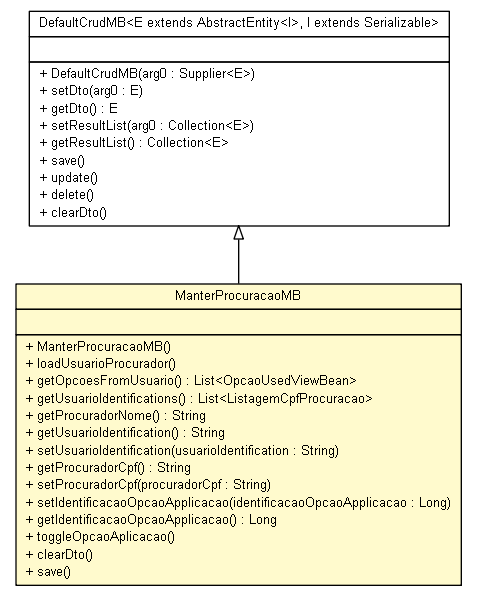 DefaultCrudMB<E extends AbstractEntity<I>, I extends Serializable>
+ DefaultCrudMB(arg0 : Supplier<E>)
+ setDto(arg0 : E)
+ getDto() : E
+ setResultList(arg0 : Collection<E>)
+ getResultList() : Collection<E>
+ save()
+ update()
+ delete()
+ clearDto()
ManterProcuracaoMB
+ ManterProcuracaoMB()
+ loadUsuarioProcurador()
+ getOpcoesFromUsuario() : List<OpcaoUsedViewBean>
+ getUsuarioIdentifications() : List<ListagemCpfProcuracao>
+ getProcuradorNome() : String
+ getUsuarioIdentification() : String
+ setUsuarioIdentification(usuarioIdentification : String)
+ getProcuradorCpf() : String
+ setProcuradorCpf(procuradorCpf : String)
+ setIdentificacaoOpcaoApplicacao(identificacaoOpcaoApplicacao : Long)
+ getIdentificacaoOpcaoApplicacao() : Long
+ toggleOpcaoAplicacao()
+ clearDto()
+ save()